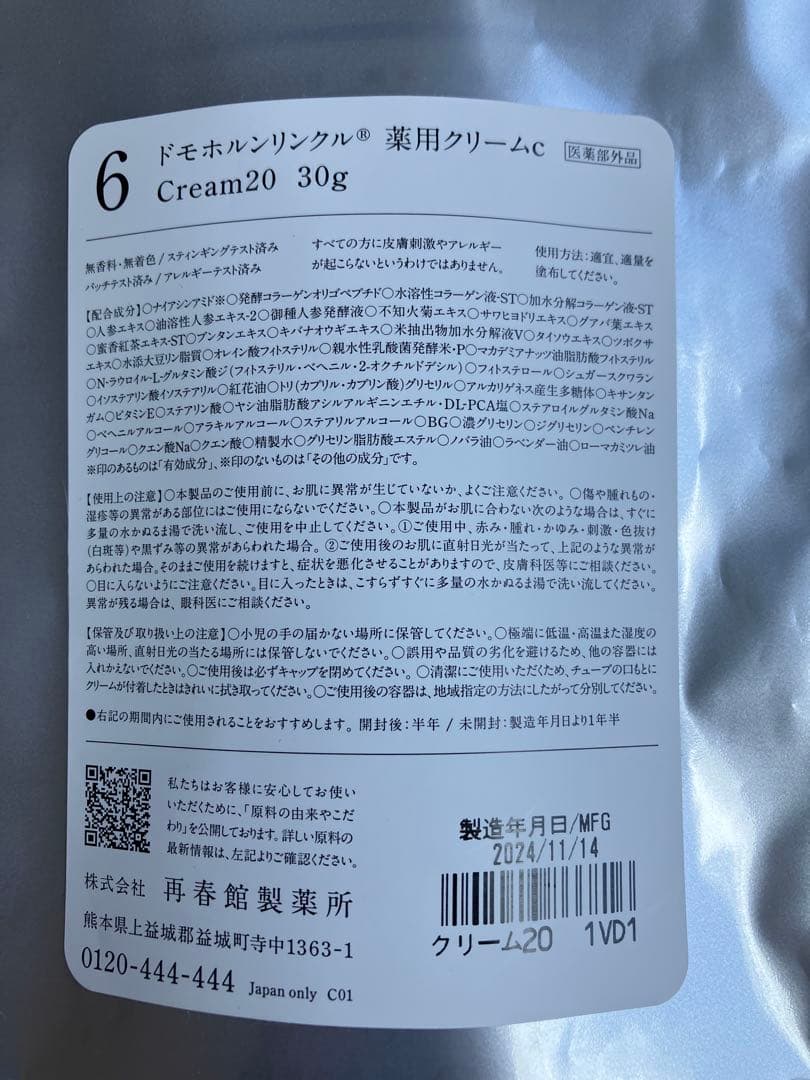 6
ドモホルンリンクル® 薬用クリームc 医薬部外品
Cream20 30g
無香料・無着色 / スティンギングテスト済み
パッチテスト済み / アレルギーテスト済み
すべての方に皮膚刺激やアレルギー
が起こらないというわけではありません。
使用方法：適宜、適量を
塗布してください。
【配合成分】○ナイアシンアミド※○発酵コラーゲンオリゴペプチド○水溶性コラーゲン液-ST○加水分解コラーゲン液-ST
○人参エキス○油溶性人参エキス-2○御種人参発酵液○不知火菊エキス○サワヒヨドリエキス○グアバ葉エキス
○蜜香紅茶エキス-ST○ブンタンエキス○キバナオウギエキス○米抽出物加水分解液V○タイソウエキス○ツボクサ
エキス○水添大豆リン脂質○オレイン酸フィトステリル○親水性乳酸菌発酵米・P○マカデミアナッツ油脂肪酸フィトステリル
○N-ラウロイル-L-グルタミン酸ジ(フィトステリル・ベヘニル・2-オクチルドデシル)○フィトステロール○シュガースクワラン
○イソステアリン酸イソステアリル○紅花油○トリ(カプリル・カプリン酸)グリセリル○アルカリゲネス産生多糖体○キサンタン
ガム○ビタミンE○ステアリン酸○ヤシ油脂肪酸アシルアルギニンエチル・DL-PCA塩○ステアロイルグルタミン酸Na
○ベヘニルアルコール○アラキルアルコール○ステアリルアルコール○BG○濃グリセリン○ジグリセリン○ペンチレン
グリコール○クエン酸Na○クエン酸○精製水○グリセリン脂肪酸エステル○ノバラ油○ラベンダー油○ローマカミツレ油
※印のあるものは「有効成分」、※印のないものは「その他の成分」です。
【使用上の注意】○本製品のご使用前に、お肌に異常が生じていないか、よくご注意ください。○傷や腫れもの・
湿疹等の異常がある部位にはご使用にならないでください。○本製品がお肌に合わない次のような場合は、すぐに
多量の水かぬるま湯で洗い流し、ご使用を中止してください。①ご使用中、赤み・腫れ・かゆみ・刺激・色抜け
(白斑等)や黒ずみ等の異常があらわれた場合。②ご使用後のお肌に直射日光が当たって、上記のような異常が
あらわれた場合。そのままご使用を続けますと、症状を悪化させることがありますので、皮膚科医等にご相談ください。
○目に入らないようにご注意ください。目に入ったときは、こすらずすぐに多量の水かぬるま湯で洗い流してください。
異常が残る場合は、眼科医にご相談ください。
【保管及び取り扱い上の注意】○小児の手の届かない場所に保管してください。○極端に低温・高温また湿度の
高い場所、直射日光の当たる場所には保管しないでください。○誤用や品質の劣化を避けるため、他の容器には
入れかえないでください。○ご使用後は必ずキャップを閉めてください。○清潔にご使用いただくため、チューブの口もとに
クリームが付着したときはきれいに拭き取ってください。○ご使用後の容器は、地域指定の方法にしたがって分別してください。
●右記の期間内にご使用されることをおすすめします。開封後：半年 / 未開封：製造年月日より1年半
私たちはお客様に安心してお使い
いただくために、「原料の由来やこだ
わり」を公開しております。詳しい原料の
最新情報は、左記よりご確認ください。
株式会社 再春館製薬所
熊本県上益城郡益城町寺中1363-1
0120-444-444 Japan only C01
製造年月日/MFG
2024/11/14
クリーム20 1VD1